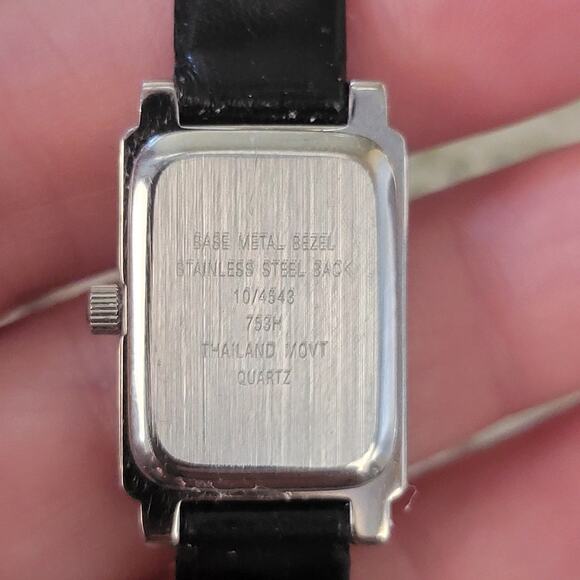 BASE METAL BEZEL
STAINLESS STEEL BACK
10/4543
753H
THAILAND MOVT
QUARTZ